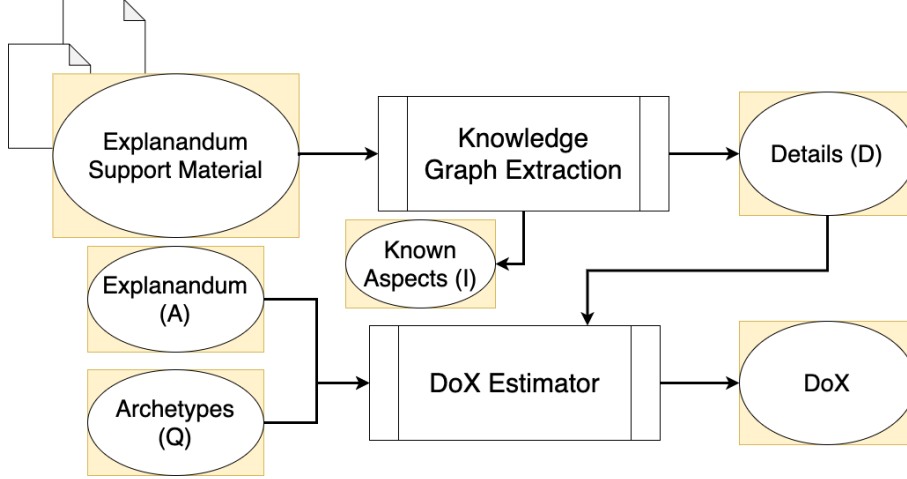 Explanandum
Support Material
Knowledge
Graph Extraction
Details (D)
Known
Aspects (I)
Explanandum
(A)
DoX Estimator
DoX
Archetypes
(Q)